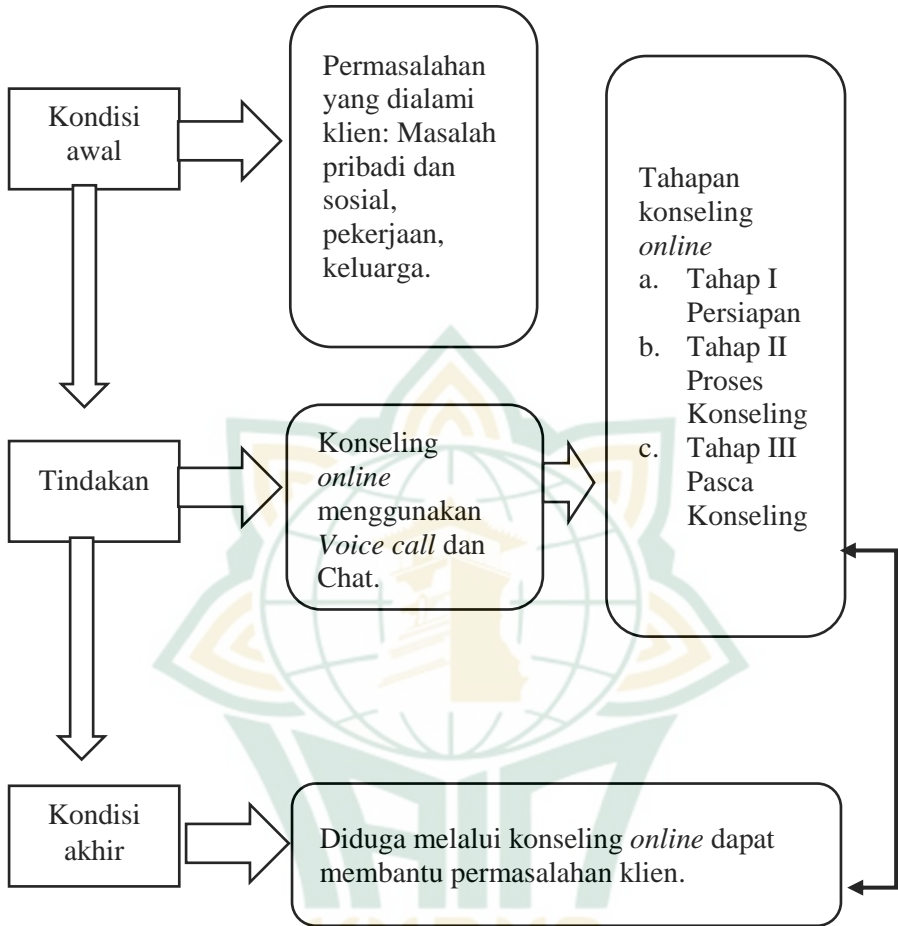 Kondisi
awal
Permasalahan
yang dialami
klien: Masalah
pribadi dan
sosial,
pekerjaan,
keluarga.
Tahapan
konseling
online
a. Tahap I
Persiapan
b. Tahap II
Proses
Konseling
c. Tahap III
Pasca
Konseling
Tindakan
Konseling
online
menggunakan
Voice call dan
Chat.
Kondisi
akhir
Diduga melalui konseling online dapat
membantu permasalahan klien.